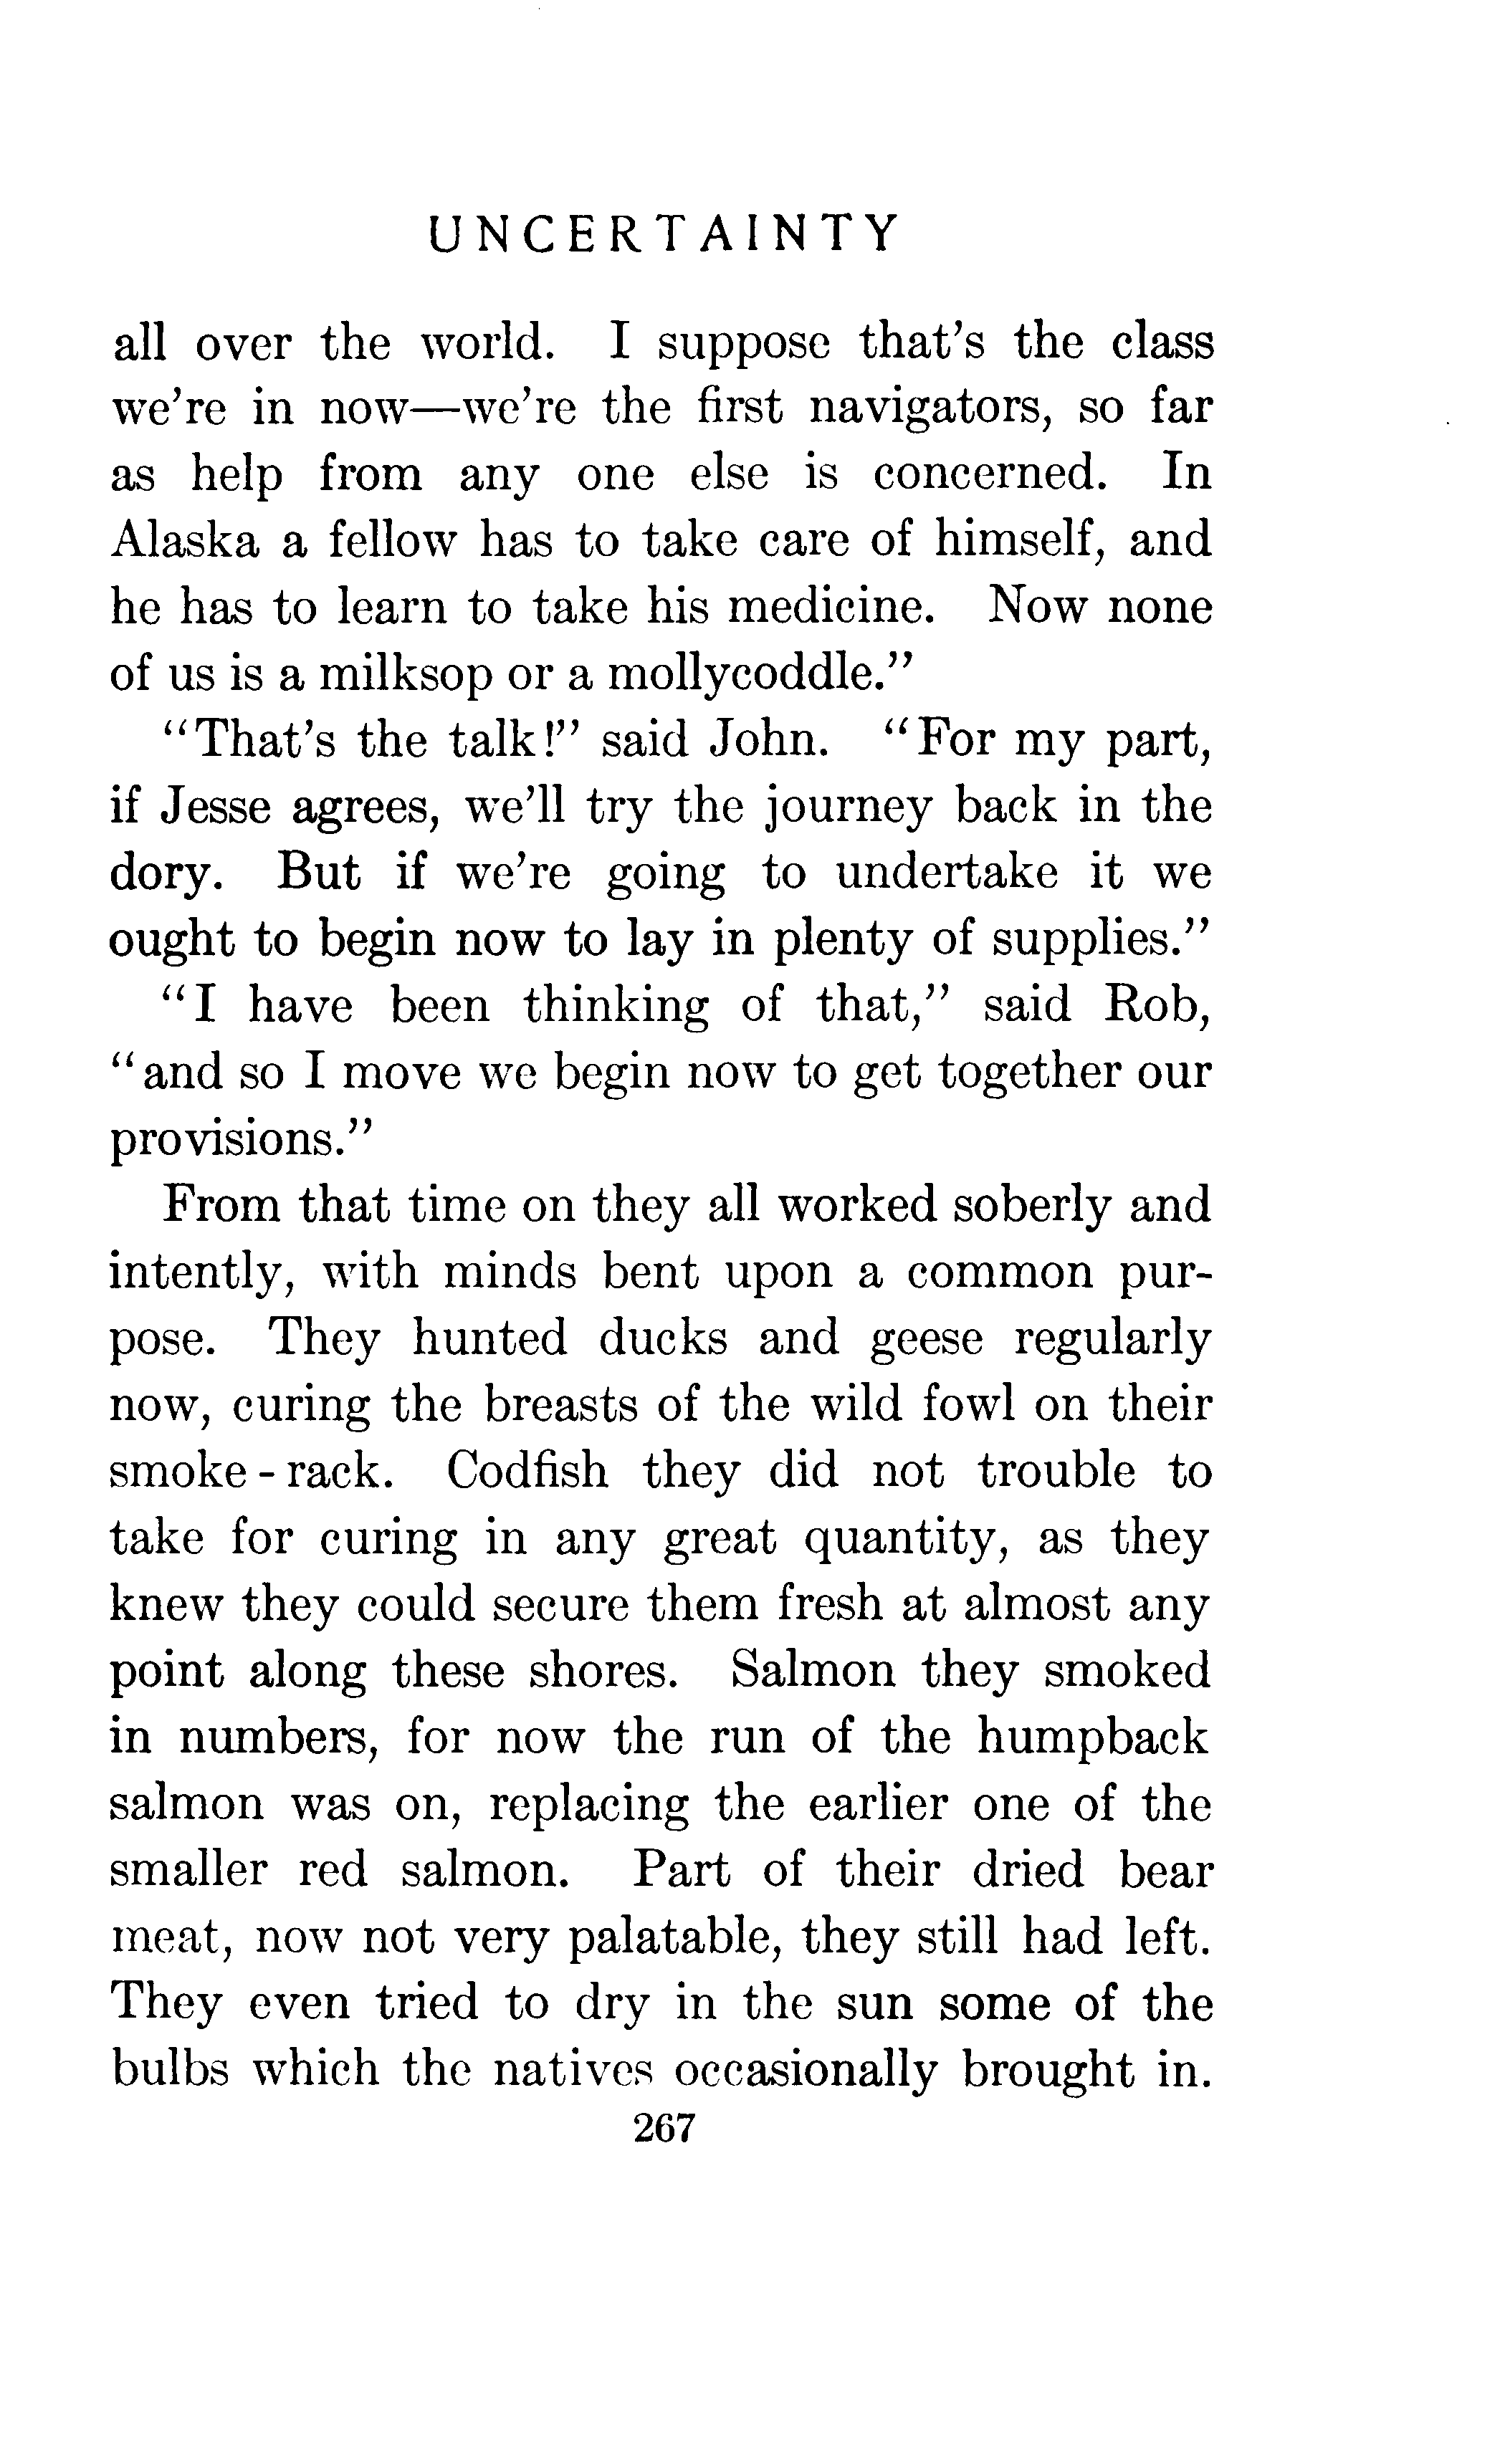 UNCERTAINTY
all over the world. I suppose that's the class
we're in now—we're the first navigators, so far
as help from any one else is concerned. In
Alaska a fellow has to take care of himself, and
he has to learn to take his medicine. Now none
of us is a milksop or a mollycoddle."
"That's the talk!" said John. "For my part,
if Jesse agrees, we'll try the journey back in the
dory. But if we're going to undertake it we
ought to begin now to lay in plenty of supplies."
"I have been thinking of that," said Rob,
"and so I move we begin now to get together our
provisions."
From that time on they all worked soberly and
intently, with minds bent upon a common pur-
pose. They hunted ducks and geese regularly
now, curing the breasts of the wild fowl on their
smoke-rack. Codfish they did not trouble to
take for curing in any great quantity, as they
knew they could secure them fresh at almost any
point along these shores. Salmon they smoked
in numbers, for now the run of the humpback
salmon was on, replacing the earlier one of the
smaller red salmon. Part of their dried bear
meat, now not very palatable, they still had left.
They even tried to dry in the sun some of the
bulbs which the natives occasionally brought in.
267